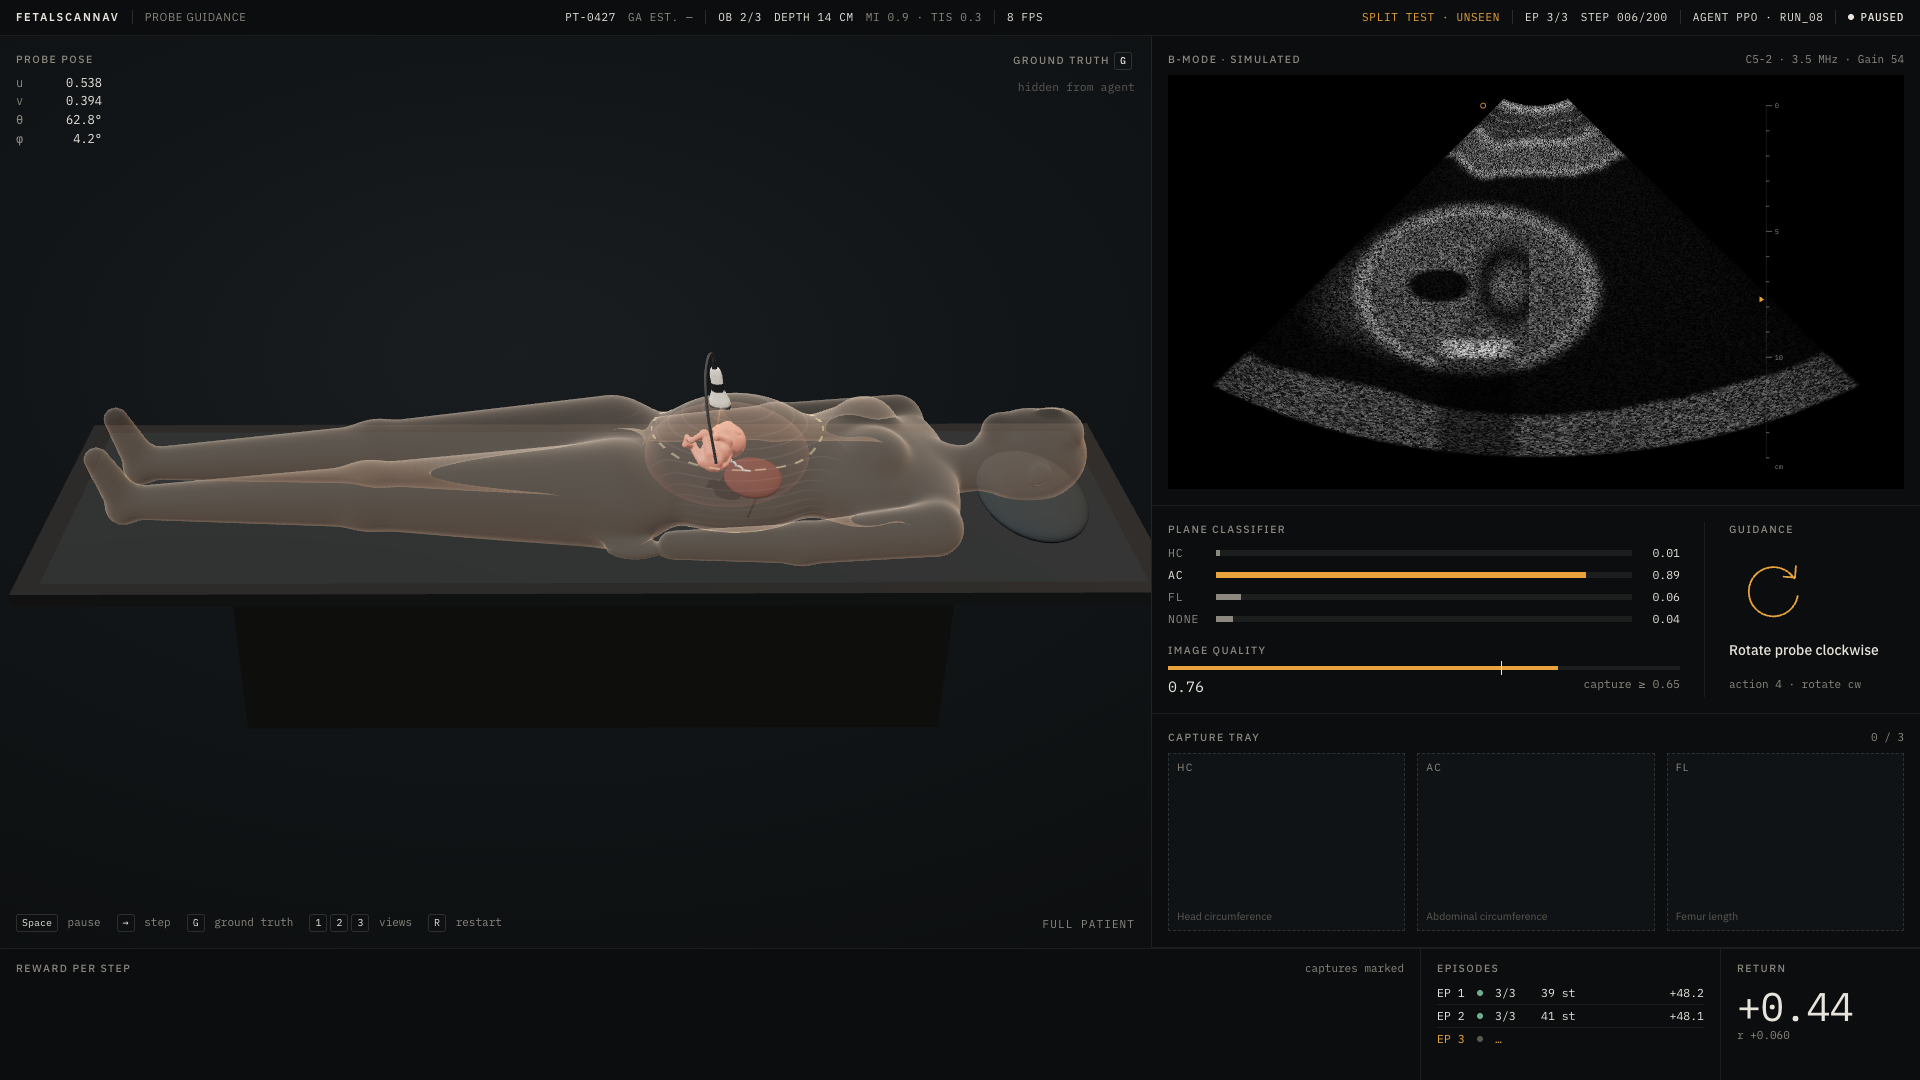 FETALSCANNAV PROBE GUIDANCE PT-0427 GA EST. — OB 2/3 DEPTH 14 CM MI 0.9 · TIS 0.3 8 FPS SPLIT TEST · UNSEEN EP 3/3 STEP 006/200 AGENT PPO · RUN_08 PAUSED
PROBE POSE
u 0.538
v 0.394
θ 62.8°
φ 4.2°
GROUND TRUTH G
hidden from agent
Space pause → step G ground truth 1 2 3 views R restart
FULL PATIENT
B-MODE · SIMULATED C5-2 · 3.5 MHz · Gain 54
0
5
10
cm
PLANE CLASSIFIER
HC 0.01
AC 0.89
FL 0.06
NONE 0.04
IMAGE QUALITY
0.76 capture ≥ 0.65
GUIDANCE
Rotate probe clockwise
action 4 · rotate cw
CAPTURE TRAY 0 / 3
HC AC FL
Head circumference Abdominal circumference Femur length
REWARD PER STEP captures marked
EPISODES
EP 1 3/3 39 st +48.2
EP 2 3/3 41 st +48.1
EP 3 …
RETURN
+0.44
r +0.060